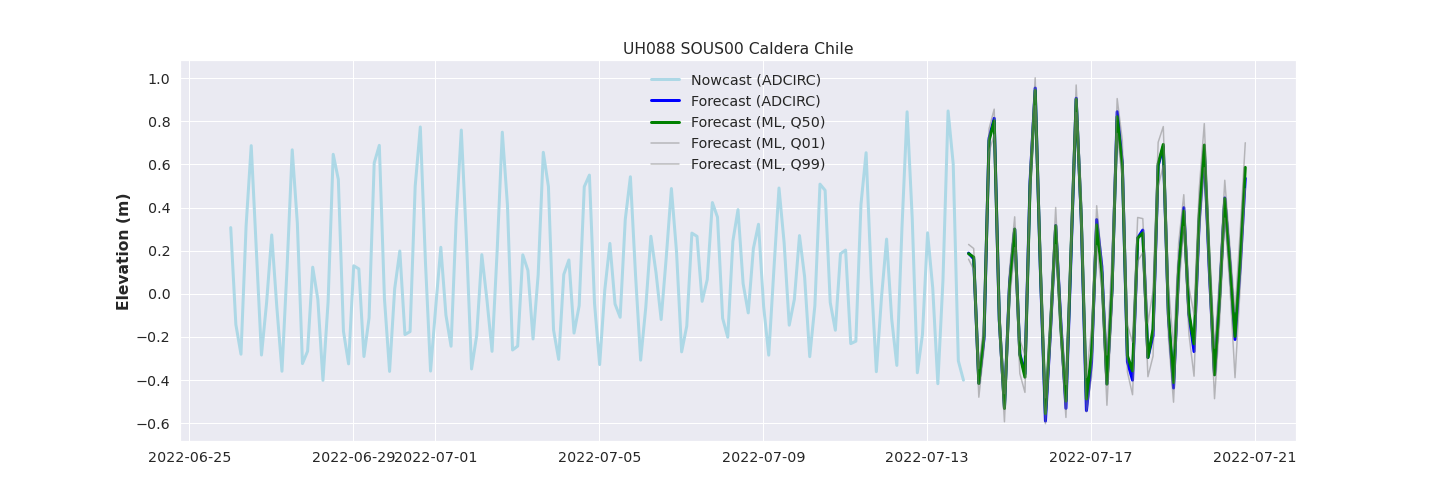 UH088 SOUS00 Caldera Chile
Elevation (m)
1.0
0.8
0.6
0.4
0.2
0.0
−0.2
−0.4
−0.6
Nowcast (ADCIRC)
Forecast (ADCIRC)
Forecast (ML, Q50)
Forecast (ML, Q01)
Forecast (ML, Q99)
2022-06-25 2022-06-29 2022-07-01 2022-07-05 2022-07-09 2022-07-13 2022-07-17 2022-07-21